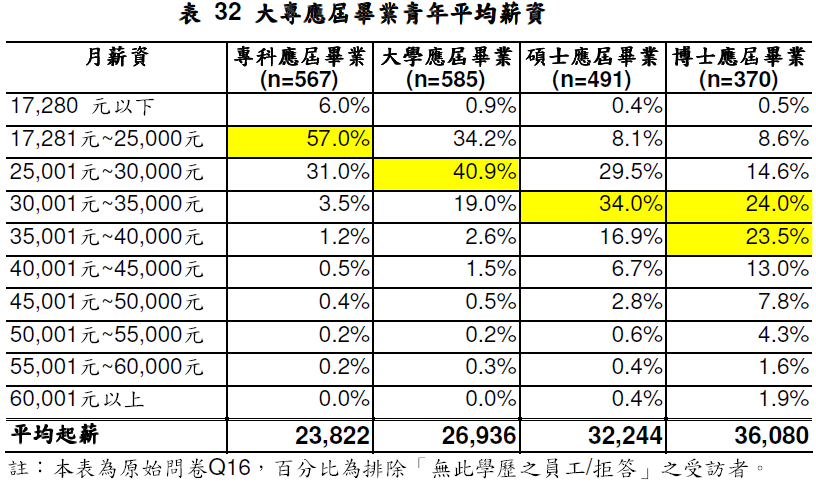 表 32 大專應屆畢業青年平均薪資
月薪資 專科應屆畢業 (n=567) 大學應屆畢業 (n=585) 碩士應屆畢業 (n=491) 博士應屆畢業 (n=370)
17,280 元以下 6.0% 0.9% 0.4% 0.5%
17,281元~25,000元 57.0% 34.2% 8.1% 8.6%
25,001元~30,000元 31.0% 40.9% 29.5% 14.6%
30,001元~35,000元 3.5% 19.0% 34.0% 24.0%
35,001元~40,000元 1.2% 2.6% 16.9% 23.5%
40,001元~45,000元 0.5% 1.5% 6.7% 13.0%
45,001元~50,000元 0.4% 0.5% 2.8% 7.8%
50,001元~55,000元 0.2% 0.2% 0.6% 4.3%
55,001元~60,000元 0.2% 0.3% 0.4% 1.6%
60,001元以上 0.0% 0.0% 0.4% 1.9%
平均起薪 23,822 26,936 32,244 36,080
註：本表為原始問卷Q16，百分比為排除「無此學歷之員工/拒答」之受訪者。